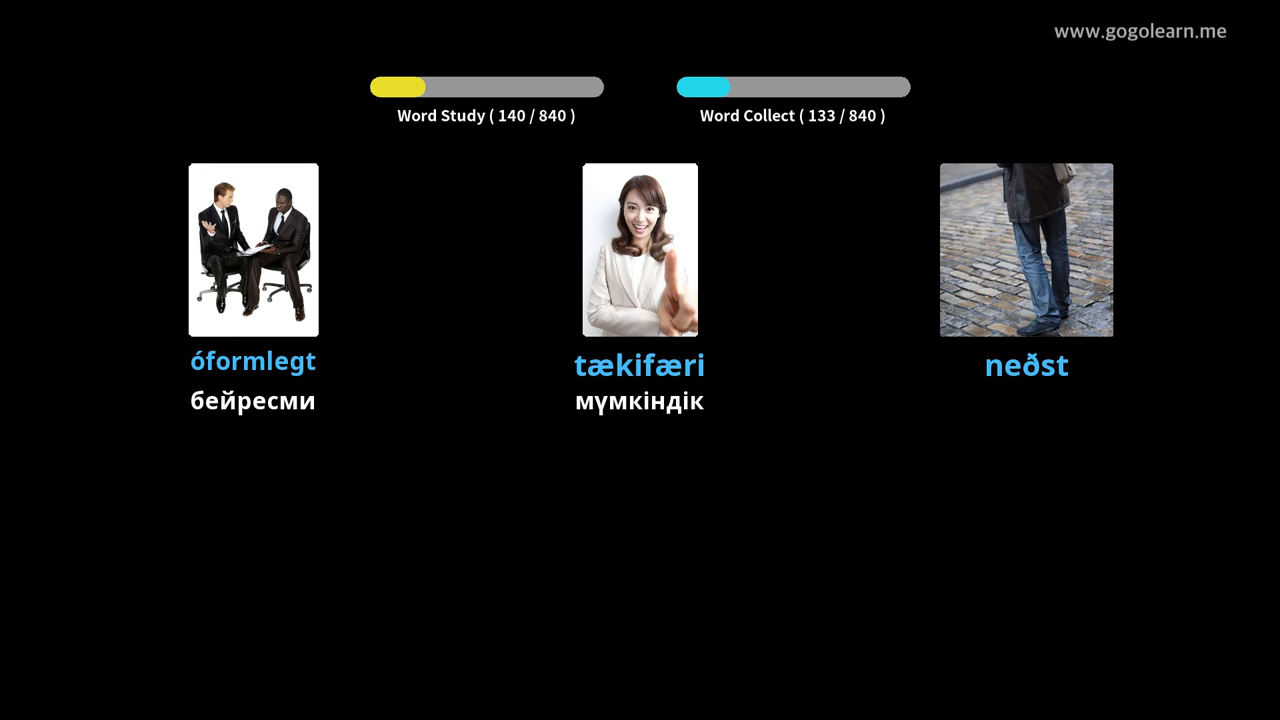 www.gogolearn.me
Word Study ( 140 / 840 )
Word Collect ( 133 / 840 )
óformlegt
бейресми
tækifæri
мүмкіндік
neðst